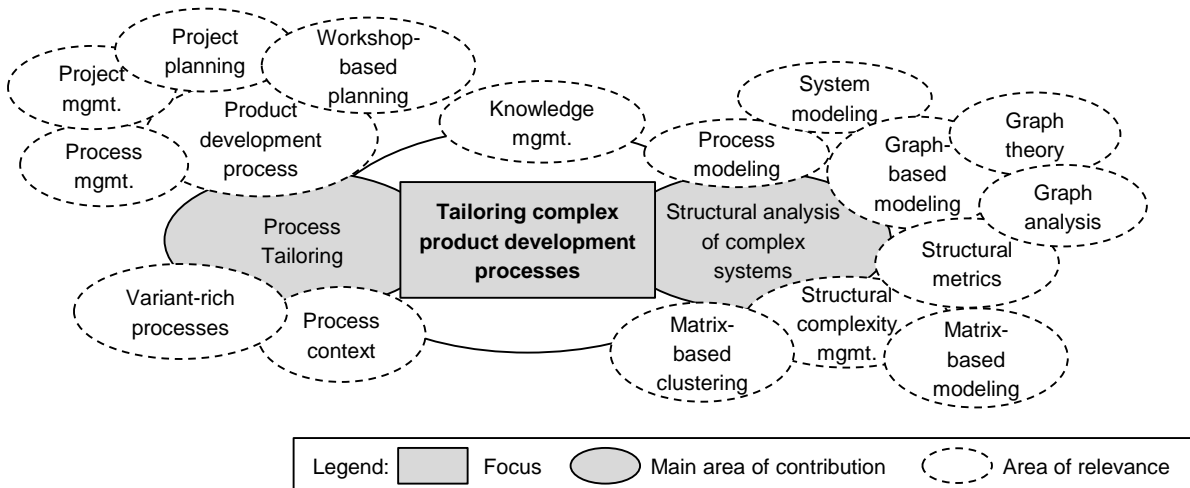 Project
planning
Workshop-
based
planning
Project
mgmt.
Product
development
process
Process
mgmt.
Knowledge
mgmt.
System
modeling
Process
modeling
Graph-
based
modeling
Graph
theory
Graph
analysis
Process
Tailoring
Tailoring complex
product development
processes
Structural analysis
of complex
systems
Structural
metrics
Variant-rich
processes
Process
context
Matrix-
based
clustering
Structural
complexity
mgmt.
Matrix-
based
modeling
Legend: Focus Main area of contribution Area of relevance